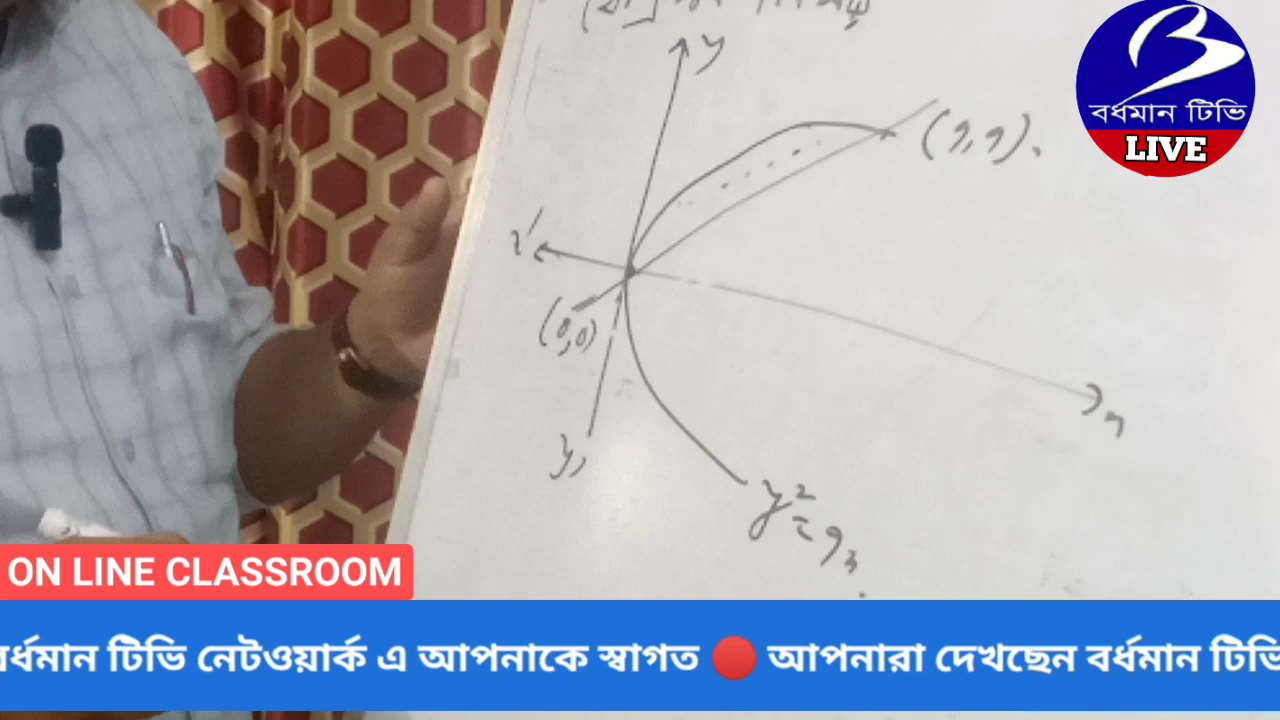 y
(9,9).
x'
(0,0)
x
y'
y²=9x
বর্ধমান টিভি
LIVE
ON LINE CLASSROOM
বর্ধমান টিভি নেটওয়ার্ক এ আপনাকে স্বাগত 🔴 আপনারা দেখছেন বর্ধমান টিভি